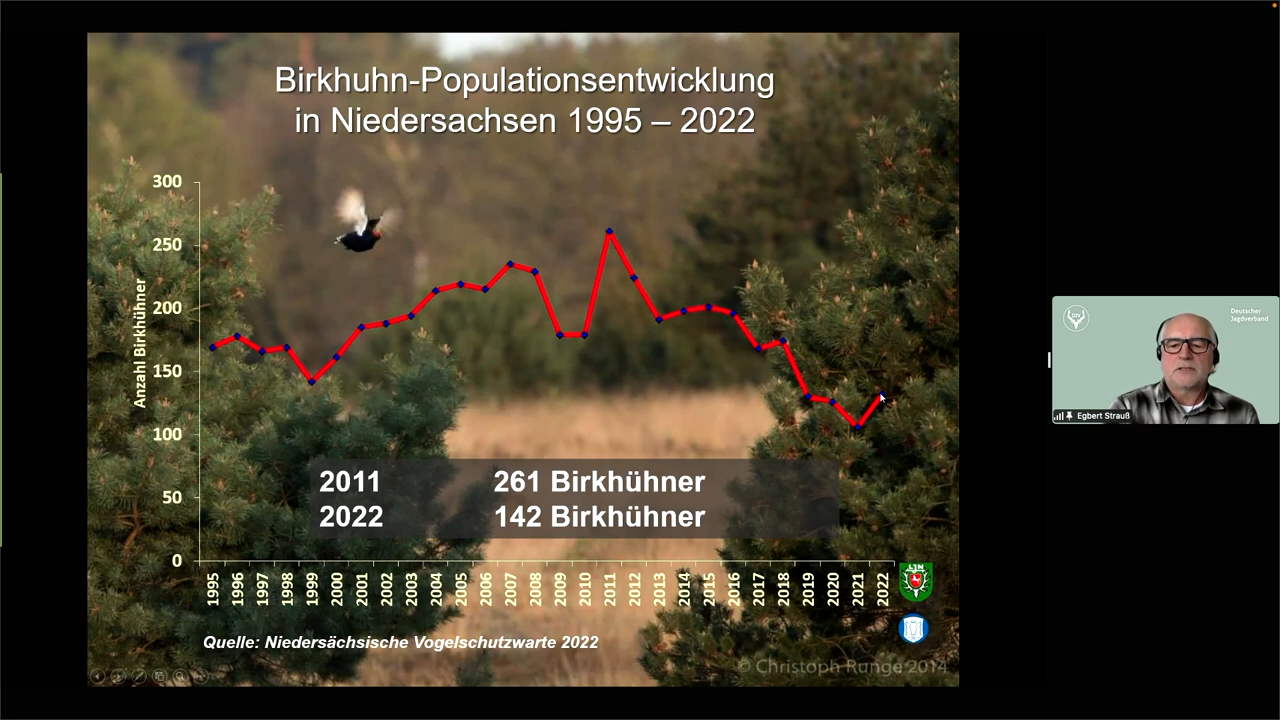 Birkhuhn-Populationsentwicklung
in Niedersachsen 1995 – 2022
300
250
200
150
100
50
0
Anzahl Birkhühner
2011 261 Birkhühner
2022 142 Birkhühner
1995 1996 1997 1998 1999 2000 2001 2002 2003 2004 2005 2006 2007 2008 2009 2010 2011 2012 2013 2014 2015 2016 2017 2018 2019 2020 2021 2022
LJN
Quelle: Niedersächsische Vogelschutzwarte 2022
© Christoph Runge 2014
DJV
Deutscher
Jagdverband
Egbert Strauß